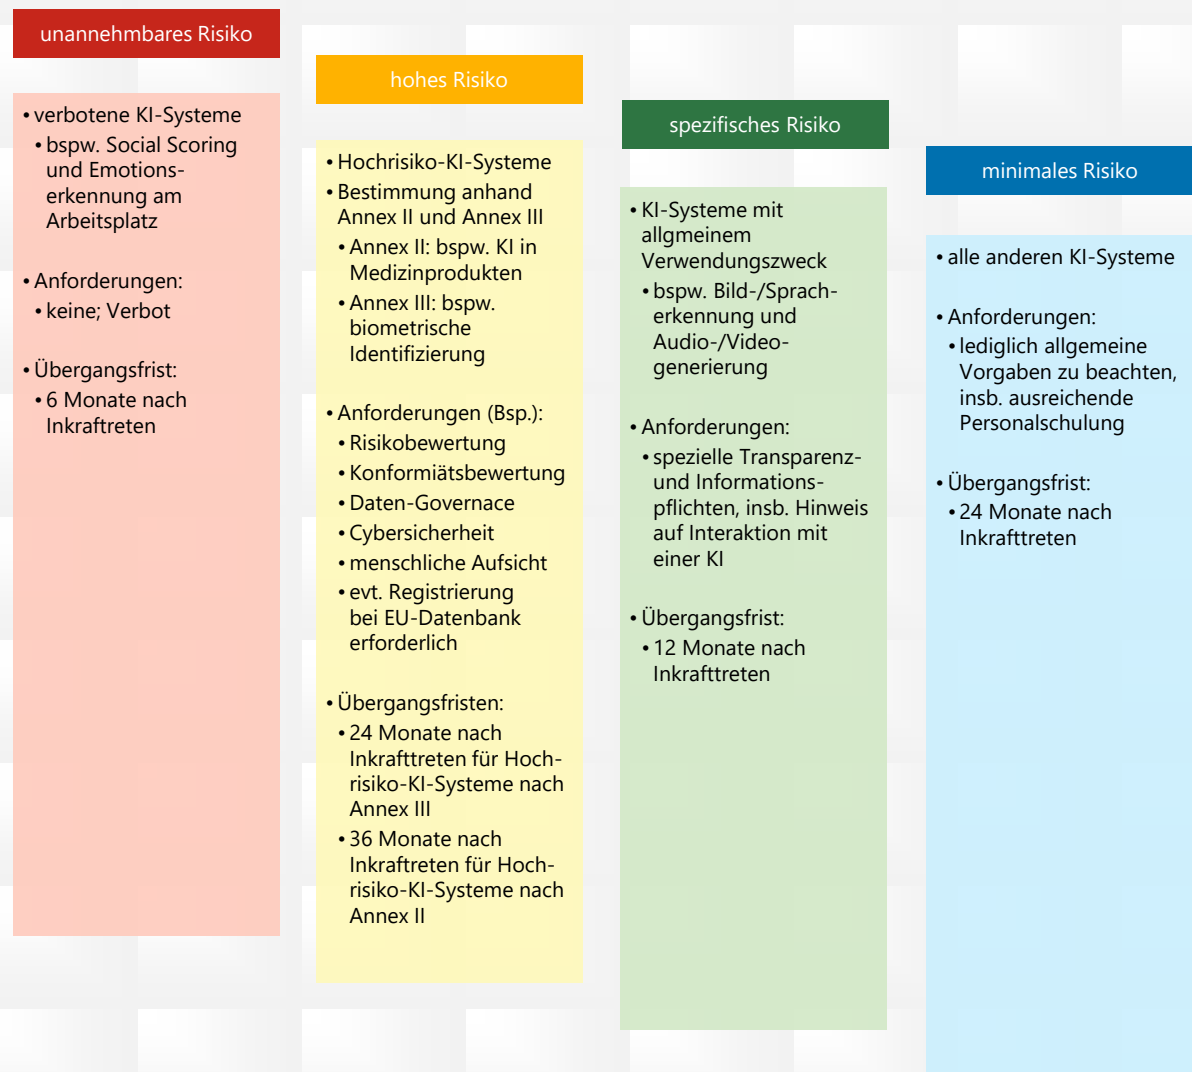 unannehmbares Risiko
• verbotene KI-Systeme
• bspw. Social Scoring
und Emotions-
erkennung am
Arbeitsplatz
• Anforderungen:
• keine; Verbot
• Übergangsfrist:
• 6 Monate nach
Inkraftreten
hohes Risiko
• Hochrisiko-KI-Systeme
• Bestimmung anhand
Annex II und Annex III
• Annex II: bspw. KI in
Medizinprodukten
• Annex III: bspw.
biometrische
Identifizierung
• Anforderungen (Bsp.):
• Risikobewertung
• Konformiätsbewertung
• Daten-Governace
• Cybersicherheit
• menschliche Aufsicht
• evt. Registrierung
bei EU-Datenbank
erforderlich
• Übergangsfristen:
• 24 Monate nach
Inkrafttreten für Hoch-
risiko-KI-Systeme nach
Annex III
• 36 Monate nach
Inkraftreten für Hoch-
risiko-KI-Systeme nach
Annex II
spezifisches Risiko
• KI-Systeme mit
allgmeinem
Verwendungszweck
• bspw. Bild-/Sprach-
erkennung und
Audio-/Video-
generierung
• Anforderungen:
• spezielle Transparenz-
und Informations-
pflichten, insb. Hinweis
auf Interaktion mit
einer KI
• Übergangsfrist:
• 12 Monate nach
Inkrafttreten
minimales Risiko
• alle anderen KI-Systeme
• Anforderungen:
• lediglich allgemeine
Vorgaben zu beachten,
insb. ausreichende
Personalschulung
• Übergangsfrist:
• 24 Monate nach
Inkrafttreten